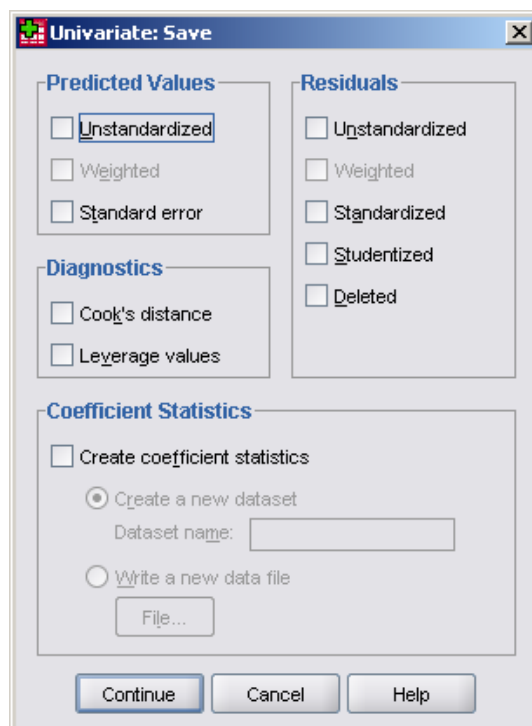 Univariate: Save
Predicted Values
Unstandardized
Weighted
Standard error
Diagnostics
Cook's distance
Leverage values
Residuals
Unstandardized
Weighted
Standardized
Studentized
Deleted
Coefficient Statistics
Create coefficient statistics
Create a new dataset
Dataset name:
Write a new data file
File...
Continue Cancel Help